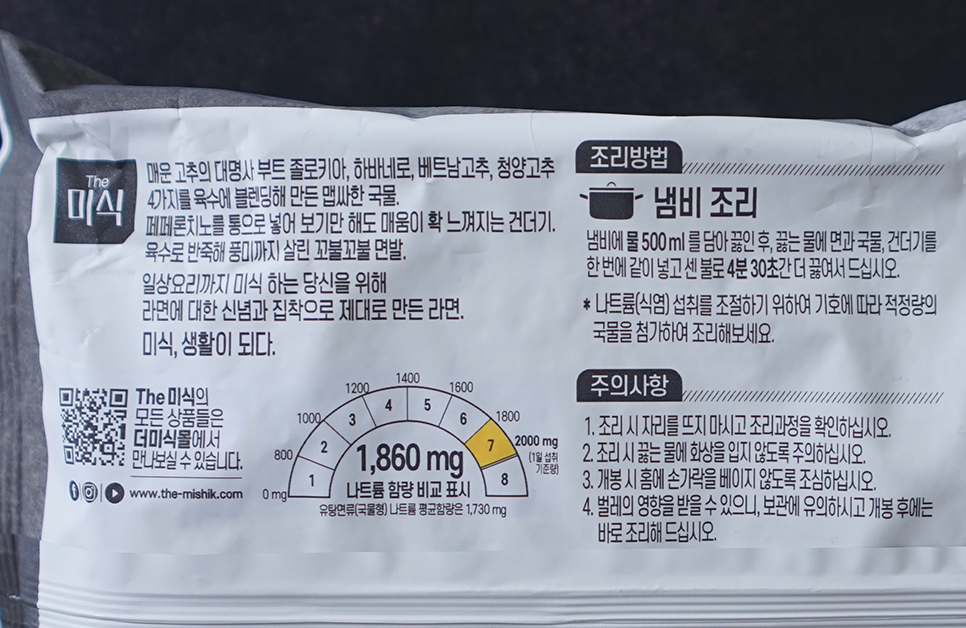 The
미식
매운 고추의 대명사 부트 졸로키아, 하바네로, 베트남고추, 청양고추
4가지를 육수에 블렌딩해 만든 맵싸한 국물.
페페론치노를 통으로 넣어 보기만 해도 매움이 확 느껴지는 건더기.
육수로 반죽해 풍미까지 살린 꼬불꼬불 면발.
일상요리까지 미식 하는 당신을 위해
라면에 대한 신념과 집착으로 제대로 만든 라면.
미식, 생활이 되다.
The 미식의
모든 상품들은
더미식몰에서
만나보실 수 있습니다.
www.the-mishik.com
0 mg
800
1000
1200
1400
1600
1800
2000 mg
(1일 섭취
기준량)
1
2
3
4
5
6
7
8
1,860 mg
나트륨 함량 비교 표시
유탕면류(국물형) 나트륨 평균함량은 1,730 mg
조리방법
냄비 조리
냄비에 물 500 ml 를 담아 끓인 후, 끓는 물에 면과 국물, 건더기를
한 번에 같이 넣고 센 불로 4분 30초간 더 끓여서 드십시오.
* 나트륨(식염) 섭취를 조절하기 위하여 기호에 따라 적정량의
국물을 첨가하여 조리해보세요.
주의사항
1. 조리 시 자리를 뜨지 마시고 조리과정을 확인하십시오.
2. 조리 시 끓는 물에 화상을 입지 않도록 주의하십시오.
3. 개봉 시 홈에 손가락을 베이지 않도록 조심하십시오.
4. 벌레의 영향을 받을 수 있으니, 보관에 유의하시고 개봉 후에는
바로 조리해 드십시오.